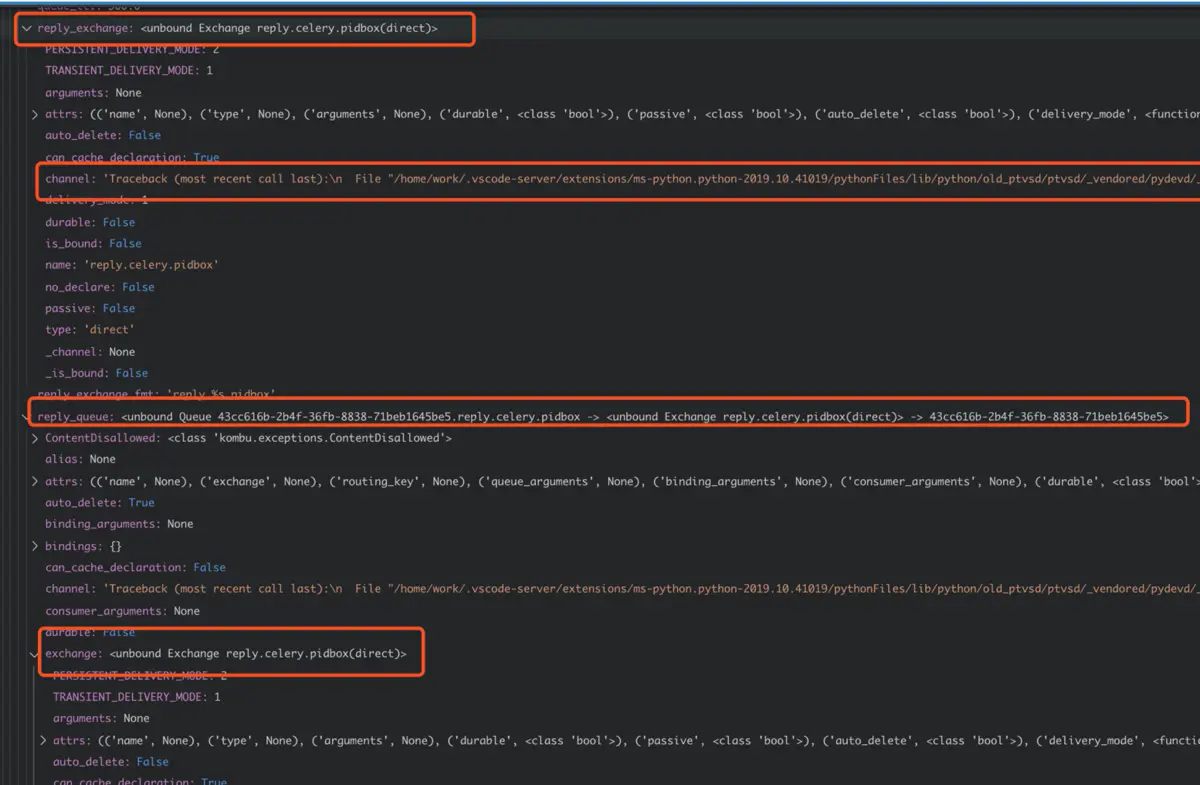 reply_exchange: <unbound Exchange reply.celery.pidbox(direct)>
PERSISTENT_DELIVERY_MODE: 2
TRANSIENT_DELIVERY_MODE: 1
arguments: None
attrs: (('name', None), ('type', None), ('arguments', None), ('durable', <class 'bool'>), ('passive', <class 'bool'>), ('auto_delete', <class 'bool'>), ('delivery_mode', <function
auto_delete: False
can_cache_declaration: True
channel: 'Traceback (most recent call last):\n  File "/home/work/.vscode-server/extensions/ms-python.python-2019.10.41019/pythonFiles/lib/python/old_ptvsd/ptvsd/_vendored/pydevd/_
delivery_mode: 1
durable: False
is_bound: False
name: 'reply.celery.pidbox'
no_declare: False
passive: False
type: 'direct'
_channel: None
_is_bound: False
reply_exchange_fmt: 'reply.%s.pidbox'
reply_queue: <unbound Queue 43cc616b-2b4f-36fb-8838-71beb1645be5.reply.celery.pidbox -> <unbound Exchange reply.celery.pidbox(direct)> -> 43cc616b-2b4f-36fb-8838-71beb1645be5>
ContentDisallowed: <class 'kombu.exceptions.ContentDisallowed'>
alias: None
attrs: (('name', None), ('exchange', None), ('routing_key', None), ('queue_arguments', None), ('binding_arguments', None), ('consumer_arguments', None), ('durable', <class 'bool'>
auto_delete: True
binding_arguments: None
bindings: {}
can_cache_declaration: False
channel: 'Traceback (most recent call last):\n  File "/home/work/.vscode-server/extensions/ms-python.python-2019.10.41019/pythonFiles/lib/python/old_ptvsd/ptvsd/_vendored/pydevd/_
consumer_arguments: None
durable: False
exchange: <unbound Exchange reply.celery.pidbox(direct)>
PERSISTENT_DELIVERY_MODE: 2
TRANSIENT_DELIVERY_MODE: 1
arguments: None
attrs: (('name', None), ('type', None), ('arguments', None), ('durable', <class 'bool'>), ('passive', <class 'bool'>), ('auto_delete', <class 'bool'>), ('delivery_mode', <functio
auto_delete: False
can_cache_declaration: True